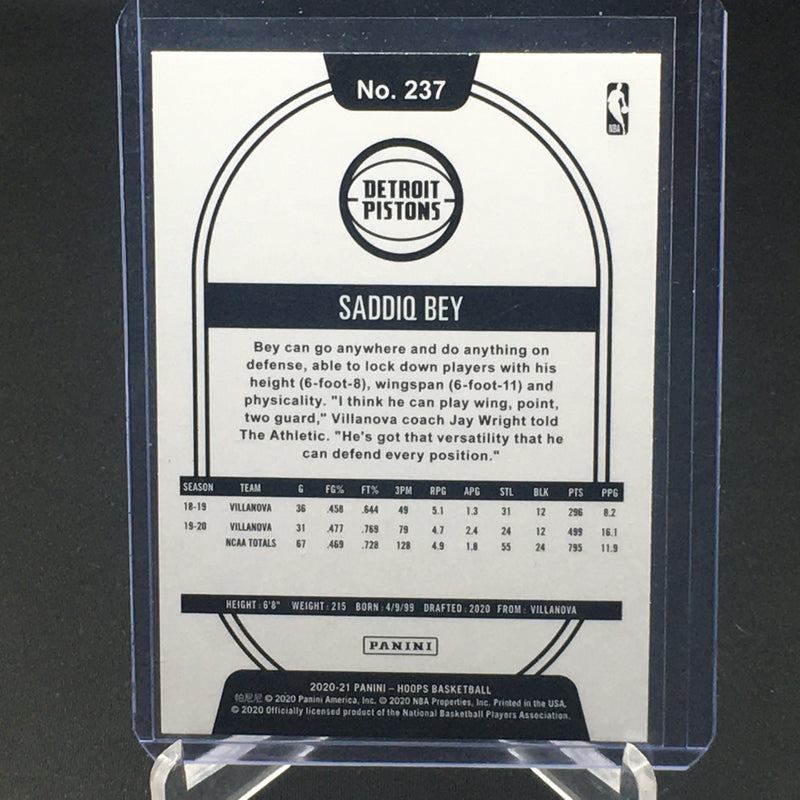 No. 237
NBA
DETROIT
PISTONS
SADDIQ BEY
Bey can go anywhere and do anything on
defense, able to lock down players with his
height (6-foot-8), wingspan (6-foot-11) and
physicality. "I think he can play wing, point,
two guard," Villanova coach Jay Wright told
The Athletic. "He's got that versatility that he
can defend every position."
SEASON TEAM G FG% FT% 3PM RPG APG STL BLK PTS PPG
18-19 VILLANOVA 36 .458 .644 49 5.1 1.3 31 12 296 8.2
19-20 VILLANOVA 31 .477 .769 79 4.7 2.4 24 12 499 16.1
NCAA TOTALS 67 .469 .728 128 4.9 1.8 55 24 795 11.9
HEIGHT: 6'8" WEIGHT: 215 BORN: 4/9/99 DRAFTED: 2020 FROM: VILLANOVA
PANINI
2020-21 PANINI – HOOPS BASKETBALL
帕尼尼 © 2020 Panini America, Inc. © 2020 NBA Properties, Inc. Printed in the USA.
© 2020 Officially licensed product of the National Basketball Players Association.